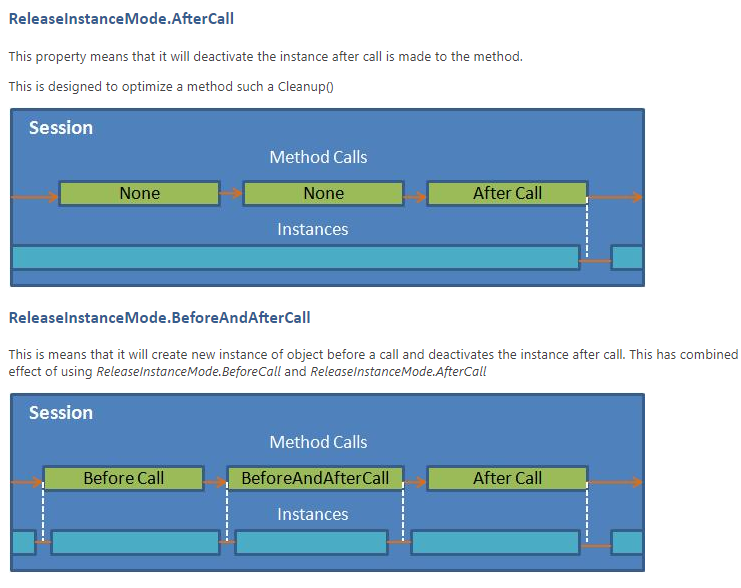 ReleaseInstanceMode.AfterCall
This property means that it will deactivate the instance after call is made to the method.
This is designed to optimize a method such a Cleanup()
Session
Method Calls
None None After Call
Instances
ReleaseInstanceMode.BeforeAndAfterCall
This is means that it will create new instance of object before a call and deactivates the instance after call. This has combined
effect of using ReleaseInstanceMode.BeforeCall and ReleaseInstanceMode.AfterCall
Session
Method Calls
Before Call BeforeAndAfterCall After Call
Instances